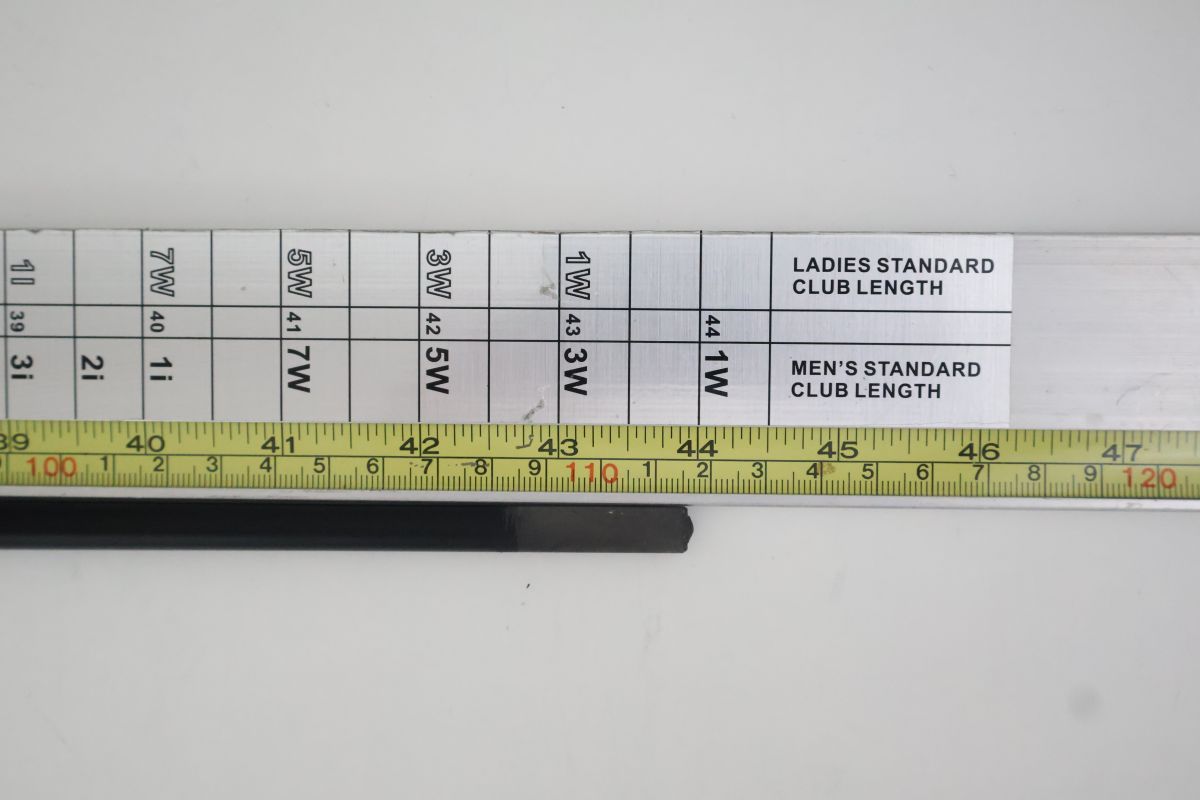 1I 7W 5W 3W 1W LADIES STANDARD
CLUB LENGTH
39 40 41 42 43 44
3i 2i 1i 7W 5W 3W 1W MEN'S STANDARD
CLUB LENGTH
39 40 41 42 43 44 45 46 47
100 1 2 3 4 5 6 7 8 9 110 1 2 3 4 5 6 7 8 9 120